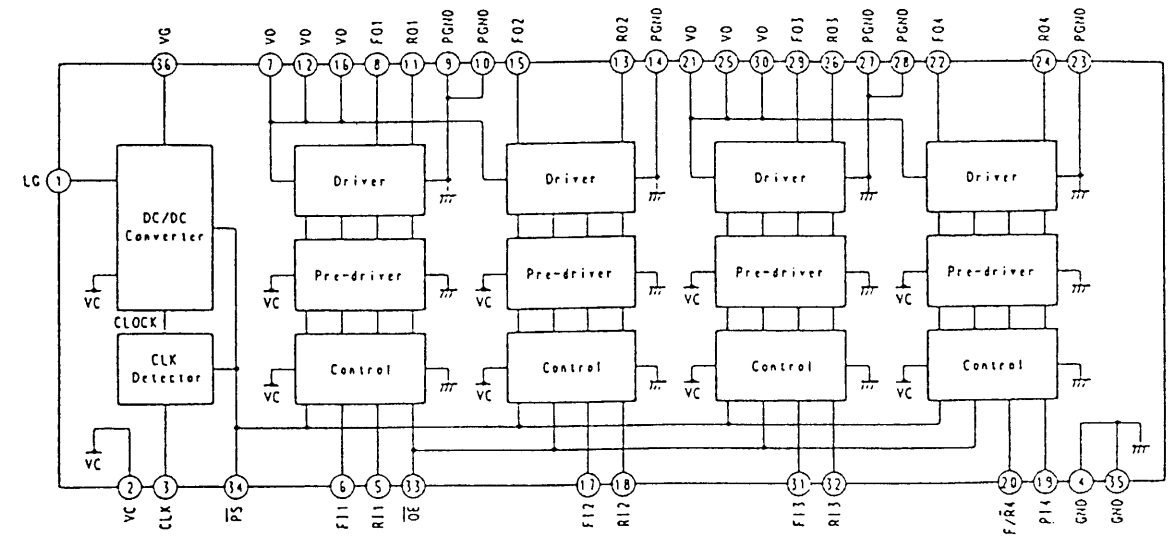 VG VO VO VO FO1 RO1 PGND PGND FO2 RO2 PGND VO VO VO FO3 RO3 PGND PGND FO4 RO4 PGND
36 7 12 16 8 11 9 10 15 13 14 21 25 30 29 26 27 28 22 24 23
LG 1
DC/DC
Converter
Driver Driver Driver Driver
Pre-driver Pre-driver Pre-driver Pre-driver
VC VC VC VC VC
CLOCK
CLK
Detector
Control Control Control Control
VC VC VC VC
VC
2 3 34 6 5 33 17 18 31 32 20 19 4 35
VC CLK PS FI1 RI1 OE FI2 RI2 FI3 RI3 F/R4 PI4 GND GND